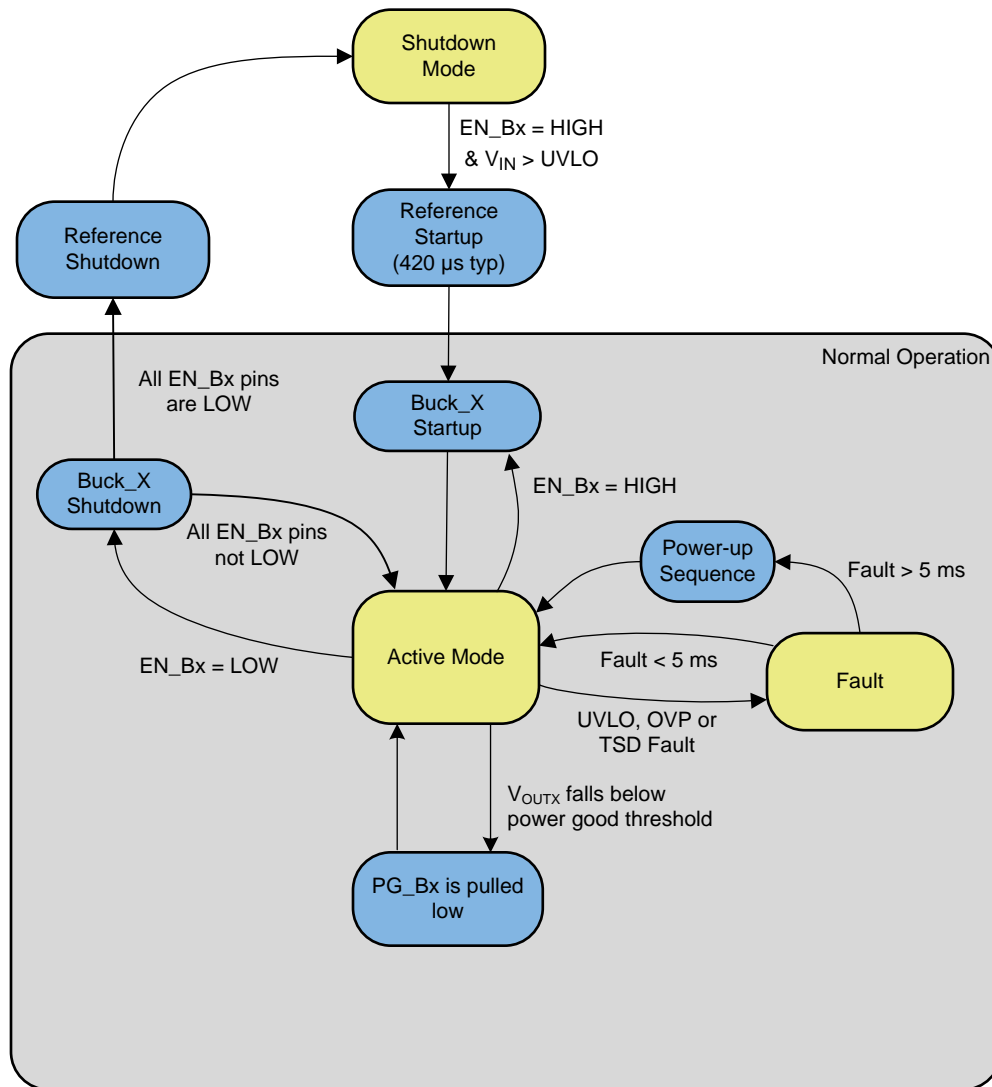 Shutdown
Mode
EN_Bx = HIGH
& VIN > UVLO
Reference
Shutdown
Reference
Startup
(420 µs typ)
Normal Operation
All EN_Bx pins
are LOW
Buck_X
Startup
Buck_X
Shutdown
EN_Bx = HIGH
All EN_Bx pins
not LOW
Power-up
Sequence
Fault > 5 ms
EN_Bx = LOW
Active Mode
Fault < 5 ms
Fault
UVLO, OVP or
TSD Fault
VOUTX falls below
power good threshold
PG_Bx is pulled
low